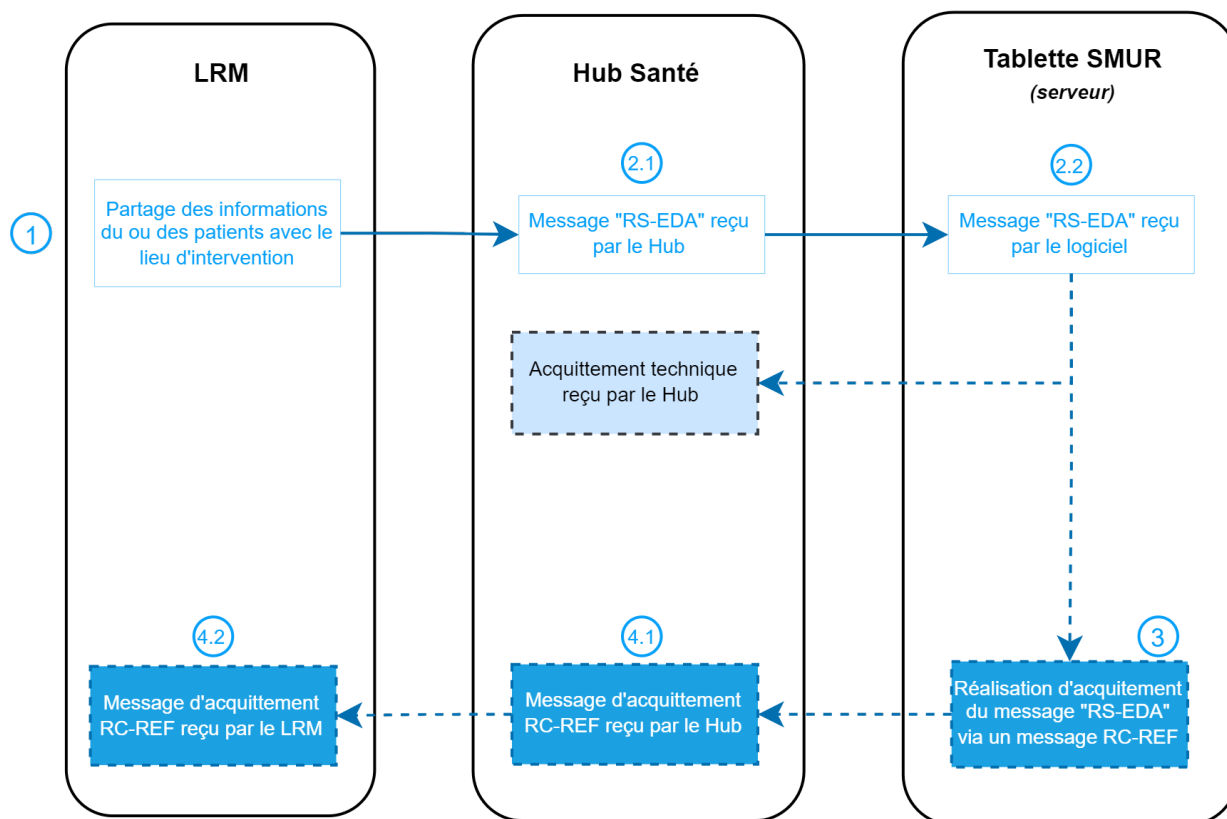 LRM
Hub Santé
Tablette SMUR
(serveur)
1
Partage des informations
du ou des patients avec le
lieu d'intervention
2.1
Message "RS-EDA" reçu
par le Hub
2.2
Message "RS-EDA" reçu
par le logiciel
Acquittement technique
reçu par le Hub
4.2
Message d'acquittement
RC-REF reçu par le LRM
4.1
Message d'acquittement
RC-REF reçu par le Hub
3
Réalisation d'acquitement
du message "RS-EDA"
via un message RC-REF